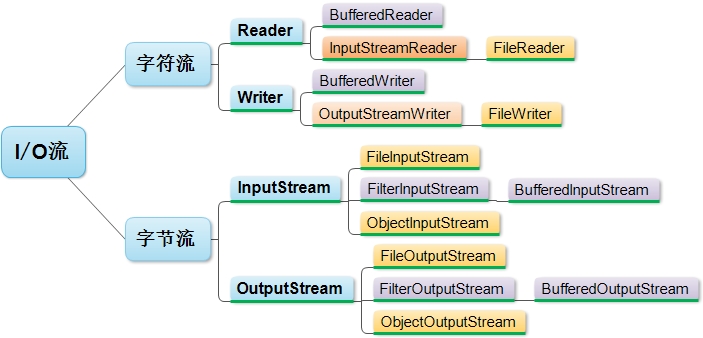 I/O流
字符流
Reader
BufferedReader
InputStreamReader
FileReader
Writer
BufferedWriter
OutputStreamWriter
FileWriter
字节流
InputStream
FileInputStream
FilterInputStream
BufferedInputStream
ObjectInputStream
OutputStream
FileOutputStream
FilterOutputStream
BufferedOutputStream
ObjectOutputStream